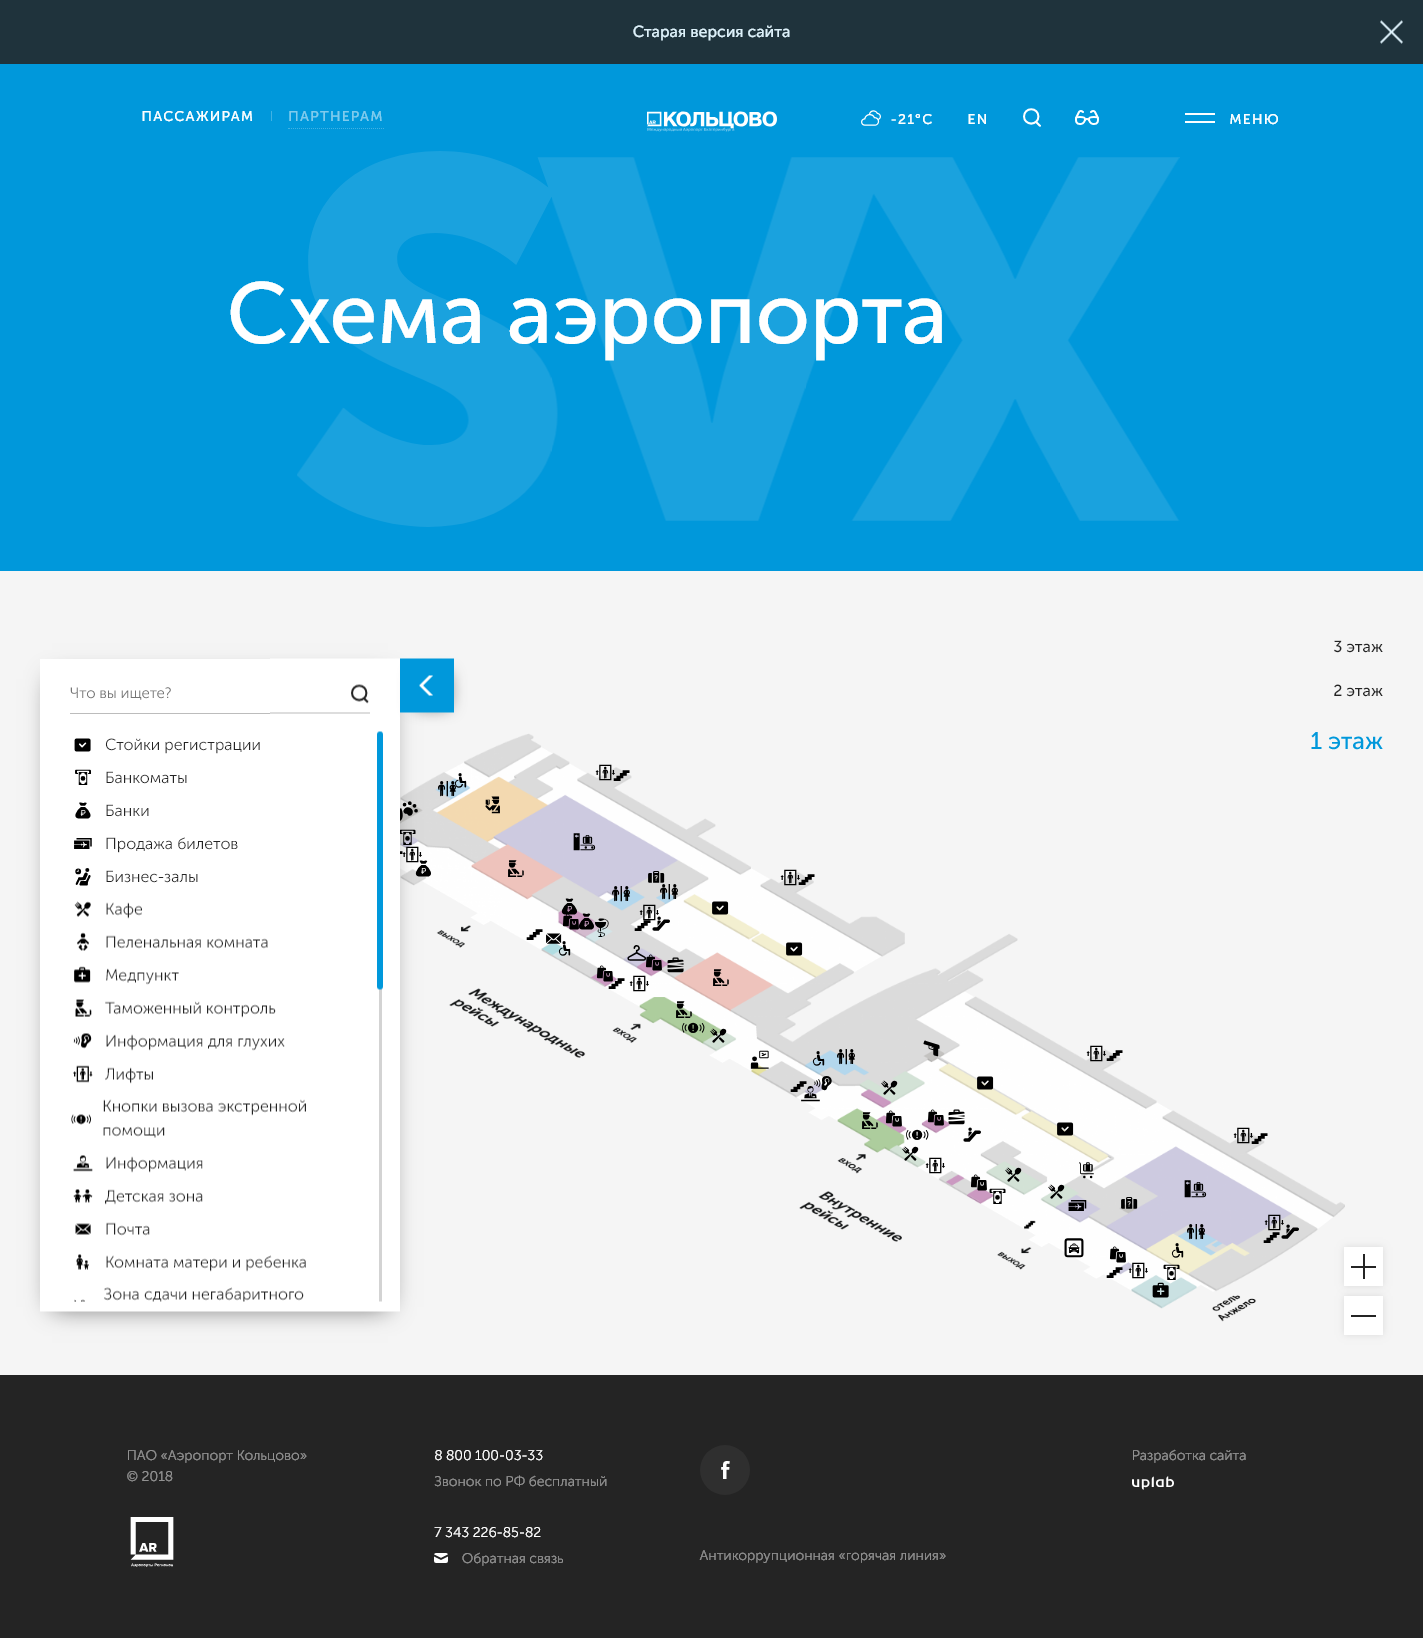 Старая версия сайта
ПАССАЖИРАМ
ПАРТНЕРАМ
КОЛЬЦОВО
-21°C
EN
МЕНЮ
SVX
Схема аэропорта
3 этаж
2 этаж
1 этаж
Что вы ищете?
Стойки регистрации
Банкоматы
Банки
Продажа билетов
Бизнес-залы
Кафе
Пеленальная комната
Медпункт
Таможенный контроль
Информация для глухих
Лифты
Кнопки вызова экстренной
помощи
Информация
Детская зона
Почта
Комната матери и ребенка
Зона сдачи негабаритного
выход
Международные
рейсы
вход
вход
Внутренние
рейсы
выход
отель
Анжело
ПАО «Аэропорт Кольцово»
© 2018
AR
8 800 100-03-33
Звонок по РФ бесплатный
7 343 226-85-82
Обратная связь
f
Антикоррупционная «горячая линия»
Разработка сайта
uplab